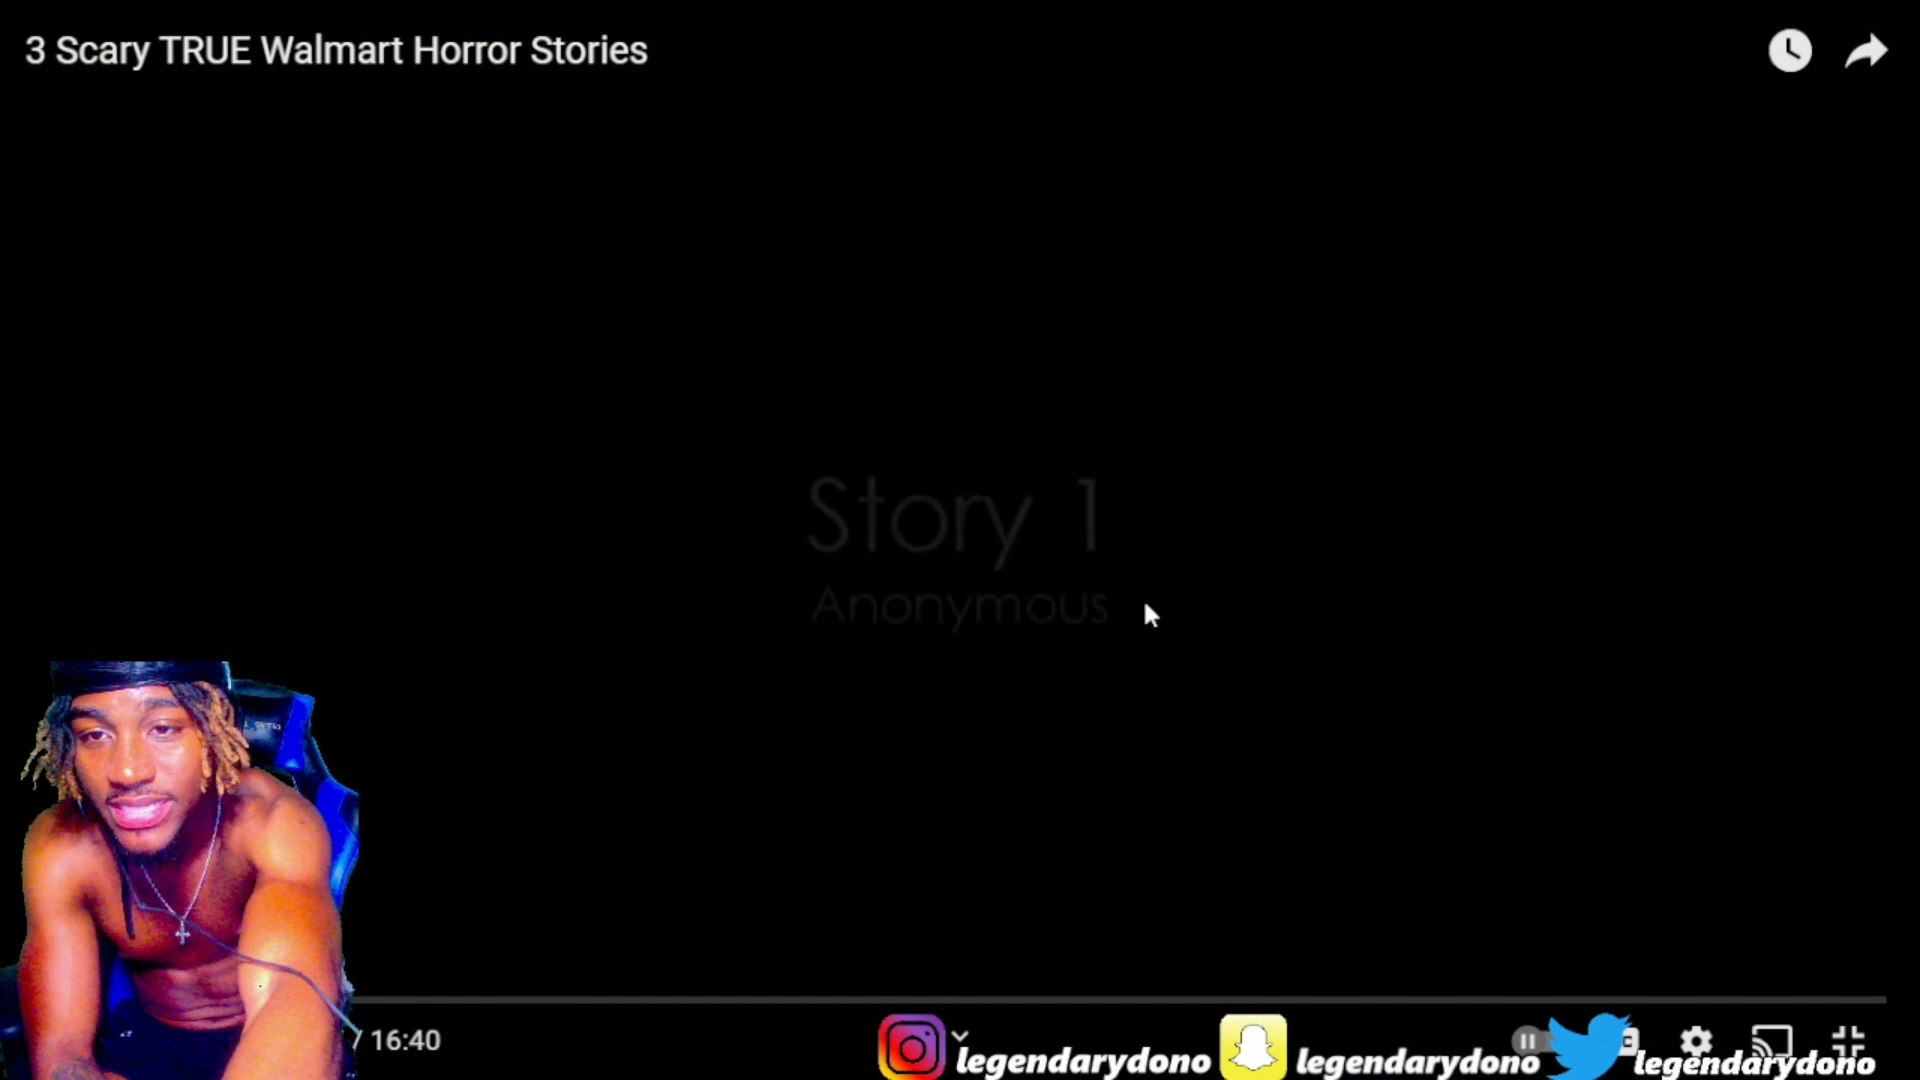 3 Scary TRUE Walmart Horror Stories
Story 1
Anonymous
/ 16:40
legendarydono
legendarydono
legendarydono